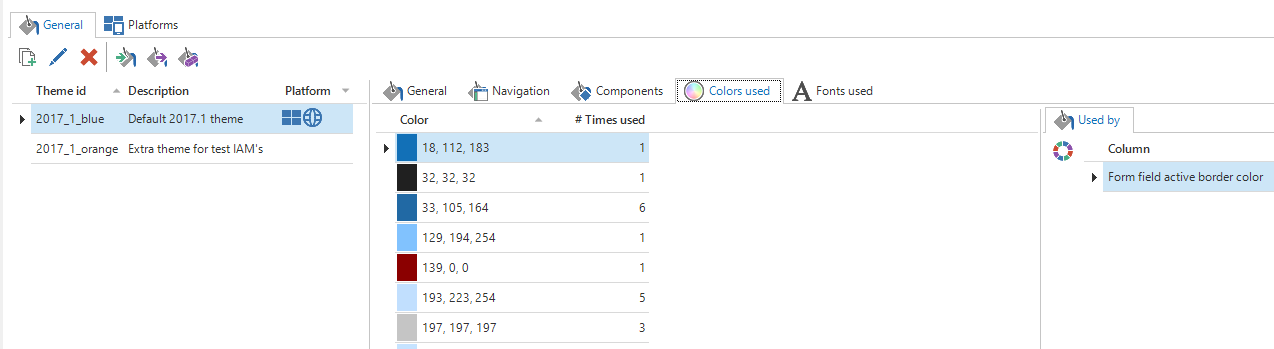 General Platforms
General Navigation Components Colors used Fonts used
Theme id Description Platform
Color # Times used
Used by
2017_1_blue Default 2017.1 theme
2017_1_orange Extra theme for test IAM's
18, 112, 183 1
32, 32, 32 1
33, 105, 164 6
129, 194, 254 1
139, 0, 0 1
193, 223, 254 5
197, 197, 197 3
Column
Form field active border color